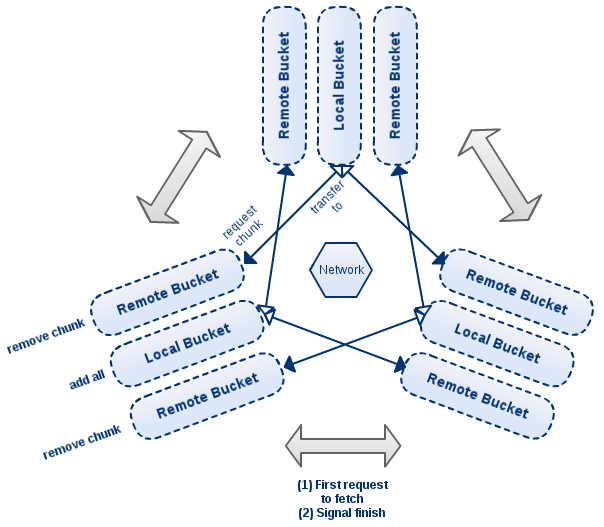 Remote Bucket
Local Bucket
Remote Bucket
request
chunk
transfer
to
Network
Remote Bucket
Local Bucket
Remote Bucket
remove chunk
add all
remove chunk
Remote Bucket
Local Bucket
Remote Bucket
(1) First request
to fetch
(2) Signal finish